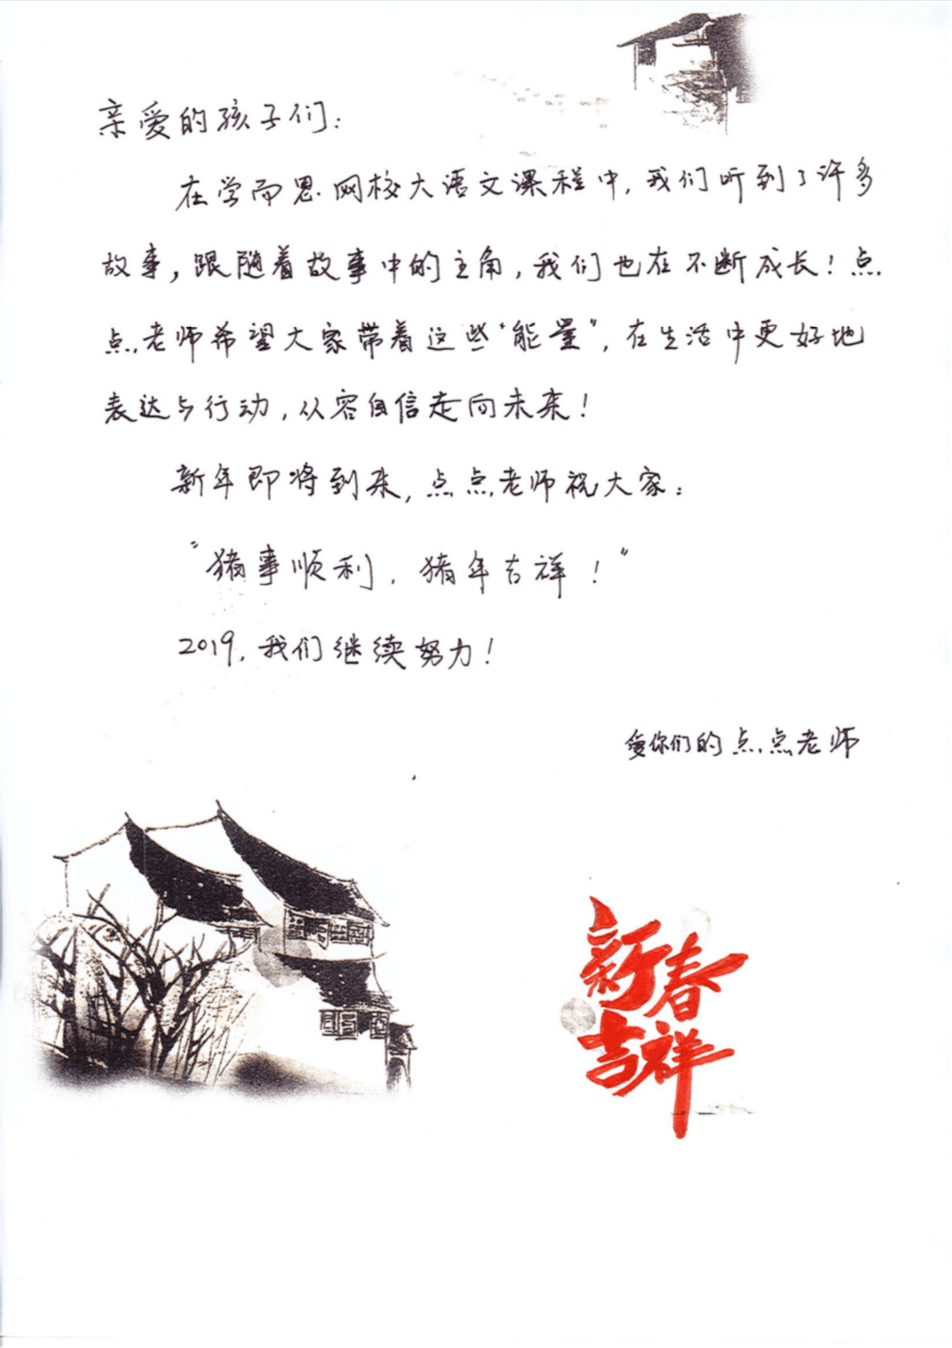 亲爱的孩子们：
在学而思网校大语文课程中，我们听到了许多
故事，跟随着故事中的主角，我们也在不断成长！点
点老师希望大家带着这些“能量”，在生活中更好地
表达与行动，从容自信走向未来！
新年即将到来，点点老师祝大家：
“猪事顺利，猪年吉祥！”
2019，我们继续努力！
爱你们的点点老师
新春
吉祥